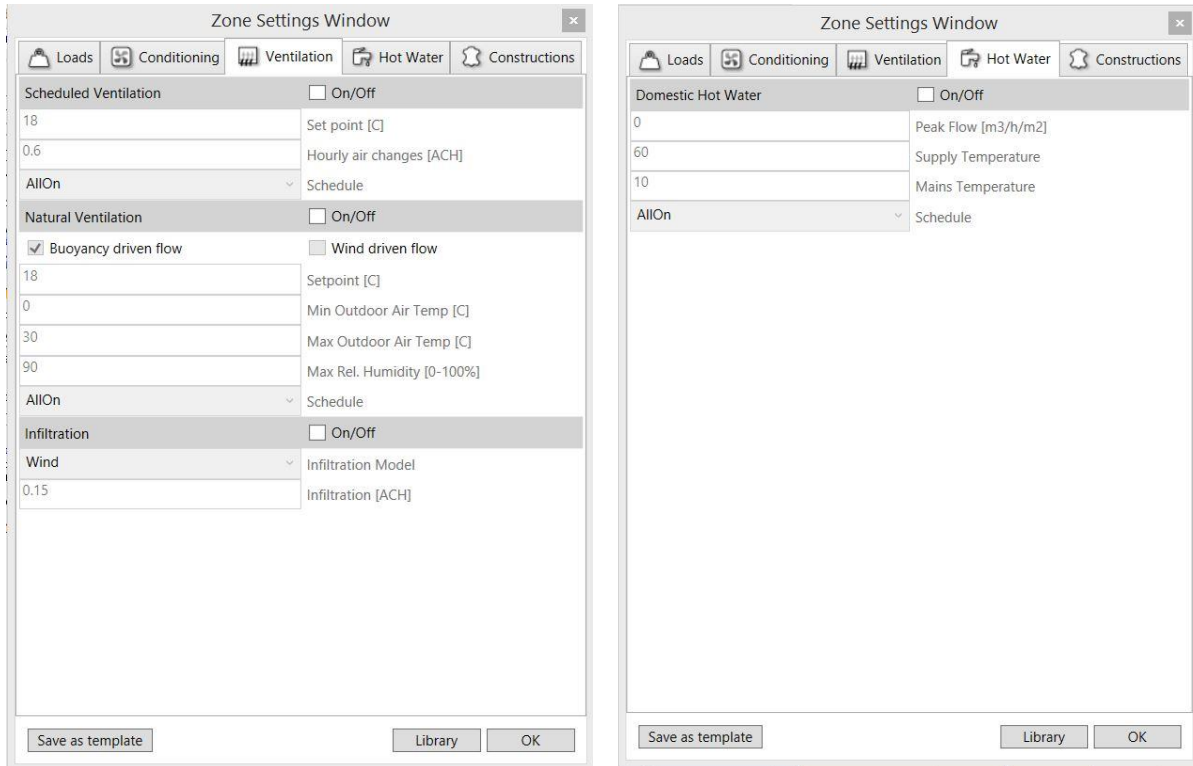 Zone Settings Window ×
Loads Conditioning Ventilation Hot Water Constructions
Scheduled Ventilation On/Off
18 Set point [C]
0.6 Hourly air changes [ACH]
AllOn Schedule
Natural Ventilation On/Off
Buoyancy driven flow Wind driven flow
18 Setpoint [C]
0 Min Outdoor Air Temp [C]
30 Max Outdoor Air Temp [C]
90 Max Rel. Humidity [0-100%]
AllOn Schedule
Infiltration On/Off
Wind Infiltration Model
0.15 Infiltration [ACH]
Save as template Library OK
Zone Settings Window ×
Loads Conditioning Ventilation Hot Water Constructions
Domestic Hot Water On/Off
0 Peak Flow [m3/h/m2]
60 Supply Temperature
10 Mains Temperature
AllOn Schedule
Save as template Library OK